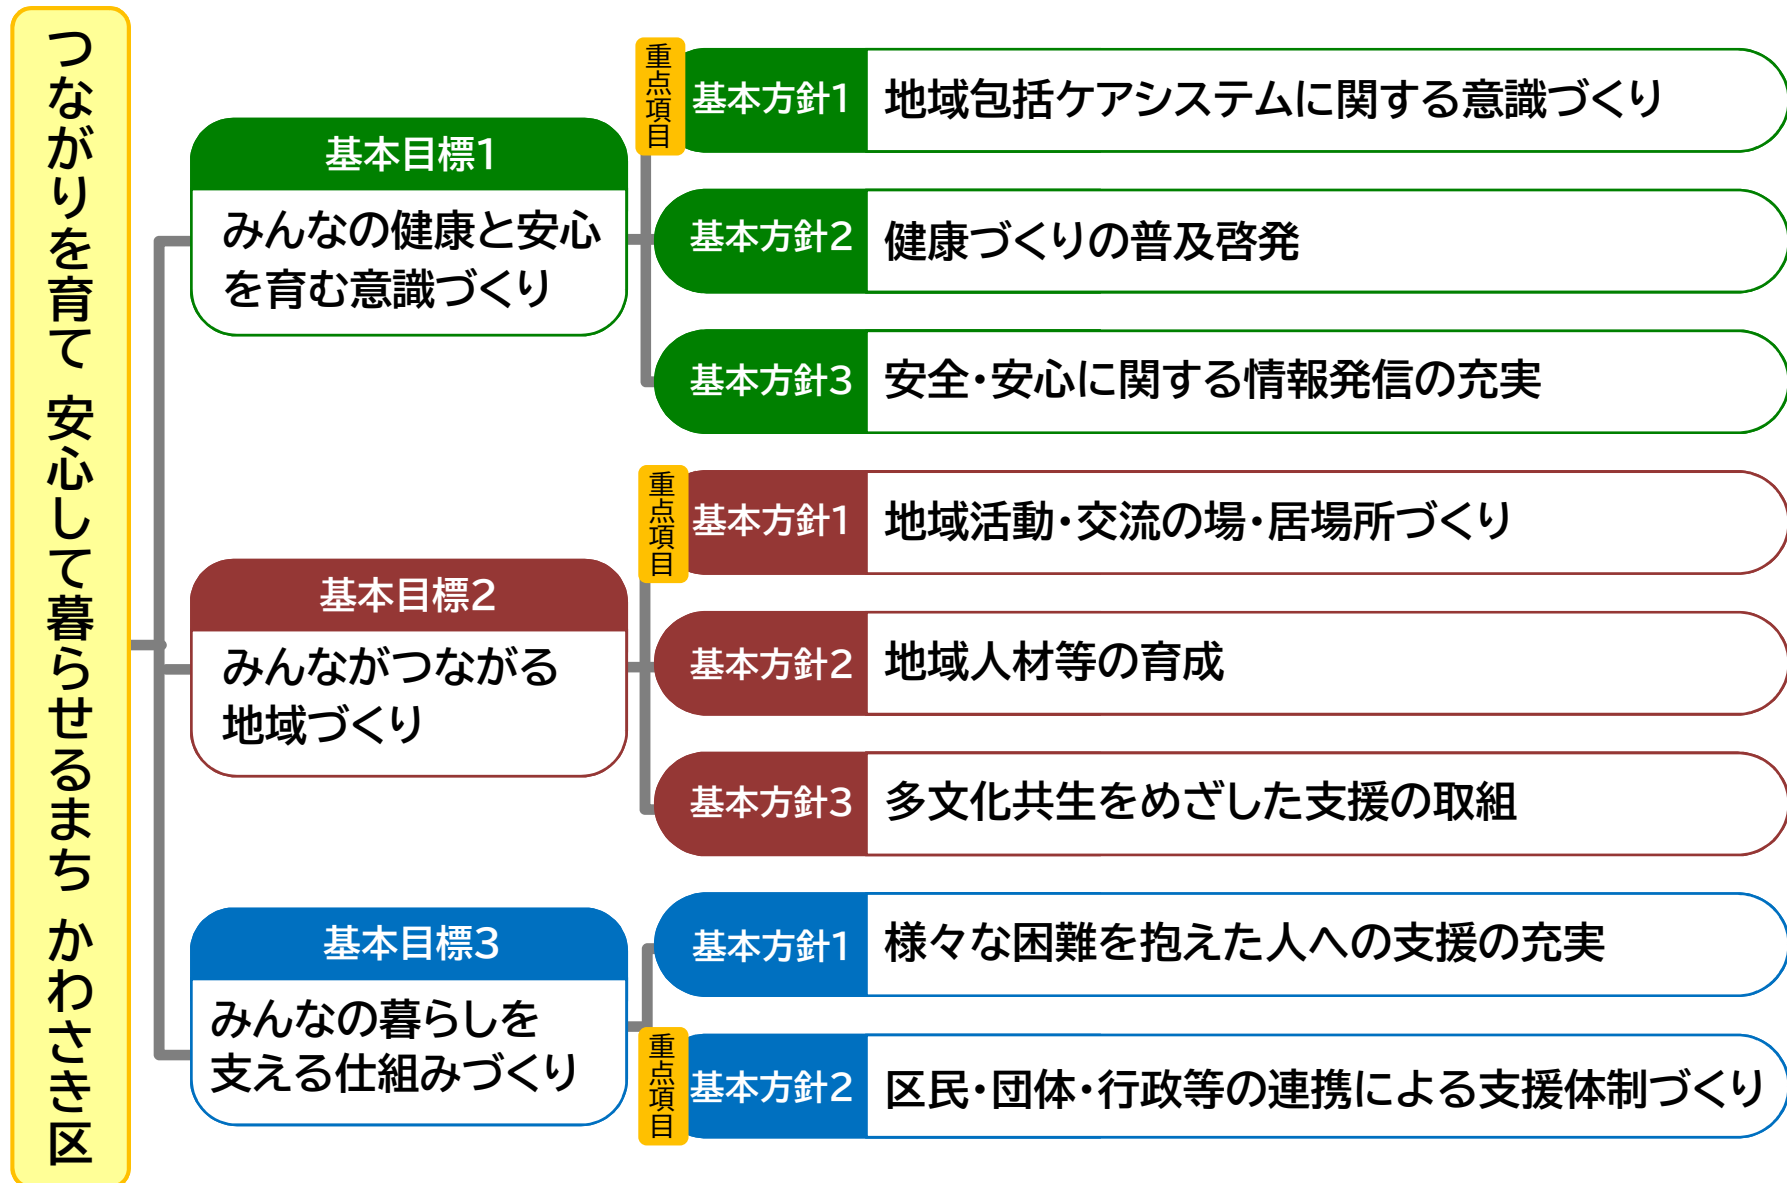 つながりを育て 安心して暮らせるまち かわさき区
基本目標1
みんなの健康と安心
を育む意識づくり
重点項目
基本方針1
地域包括ケアシステムに関する意識づくり
基本方針2
健康づくりの普及啓発
基本方針3
安全・安心に関する情報発信の充実
基本目標2
みんながつながる
地域づくり
重点項目
基本方針1
地域活動・交流の場・居場所づくり
基本方針2
地域人材等の育成
基本方針3
多文化共生をめざした支援の取組
基本目標3
みんなの暮らしを
支える仕組みづくり
基本方針1
様々な困難を抱えた人への支援の充実
重点項目
基本方針2
区民・団体・行政等の連携による支援体制づくり